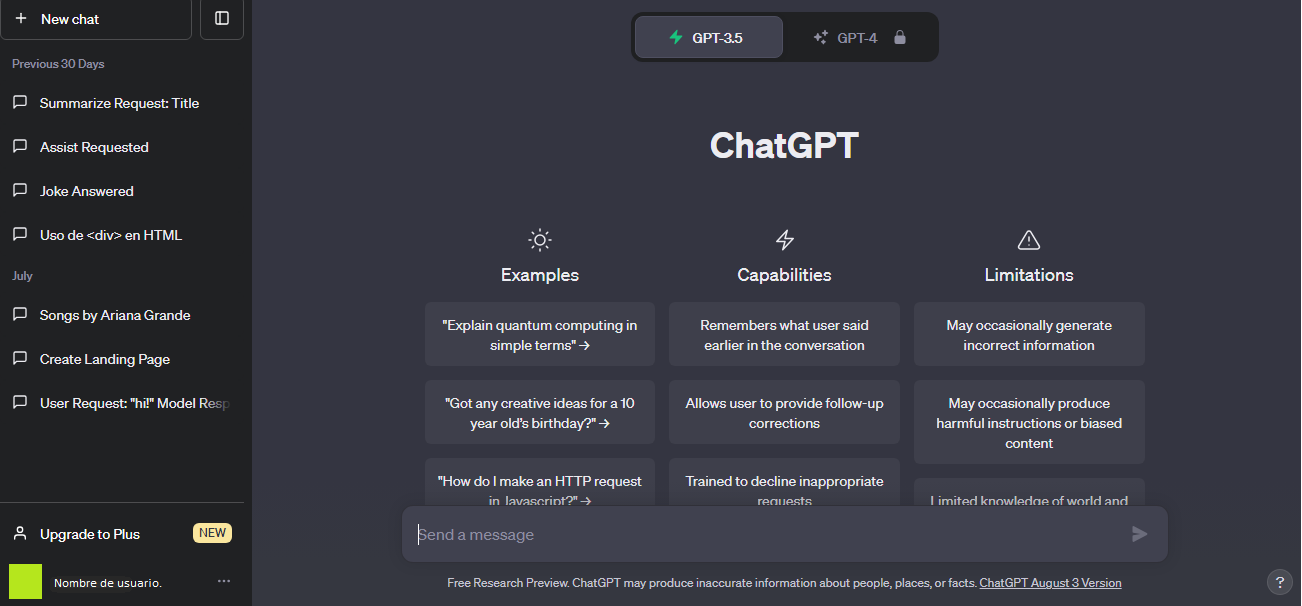 New chat
Previous 30 Days
Summarize Request: Title
Assist Requested
Joke Answered
Uso de <div> en HTML
July
Songs by Ariana Grande
Create Landing Page
User Request: "hi!" Model Resp
Upgrade to Plus NEW
Nombre de usuario.
GPT-3.5 GPT-4
ChatGPT
Examples
"Explain quantum computing in
simple terms" →
"Got any creative ideas for a 10
year old's birthday?" →
"How do I make an HTTP request
in Javascript?" →
Capabilities
Remembers what user said
earlier in the conversation
Allows user to provide follow-up
corrections
Trained to decline inappropriate
requests
Limitations
May occasionally generate
incorrect information
May occasionally produce
harmful instructions or biased
content
Limited knowledge of world and
Send a message
Free Research Preview. ChatGPT may produce inaccurate information about people, places, or facts. ChatGPT August 3 Version
?